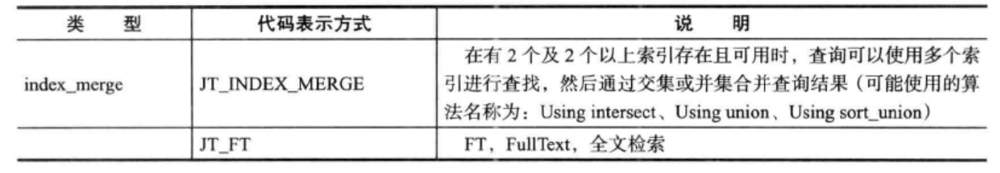 类 型 代码表示方式 说 明
在有 2 个及 2 个以上索引存在且可用时，查询可以使用多个索
index_merge JT_INDEX_MERGE 引进行查找，然后通过交集或并集合并查询结果（可能使用的算
法名称为：Using intersect、Using union、Using sort_union）
JT_FT FT，FullText，全文检索